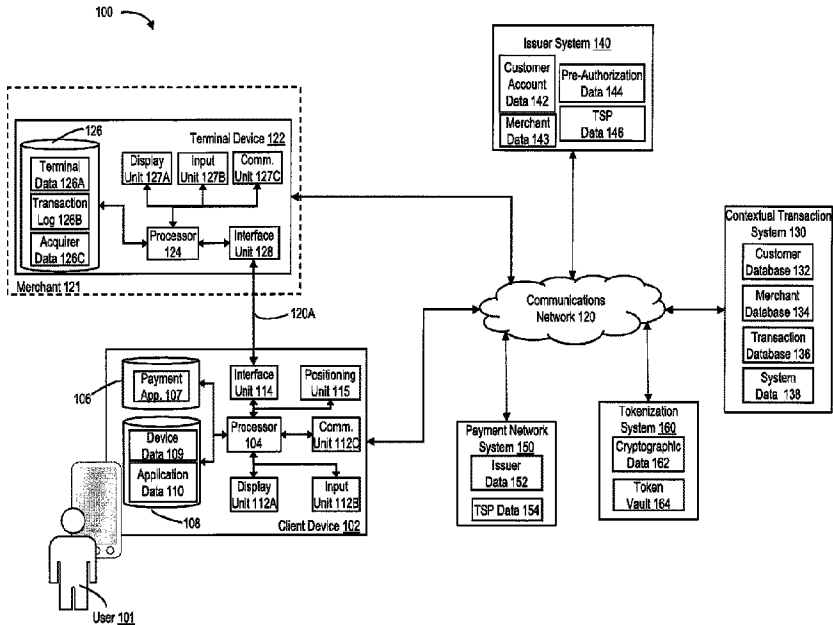 100
Issuer System 140
Customer
Account
Data 142
Pre-Authorization
Data 144
Merchant
Data 143
TSP
Data 146
126
Terminal Device 122
Terminal
Data 126A
Transaction
Log 126B
Acquirer
Data 126C
Display
Unit 127A
Input
Unit 127B
Comm.
Unit 127C
Processor
124
Interface
Unit 128
Merchant 121
120A
Communications
Network 120
Contextual Transaction
System 130
Customer
Database 132
Merchant
Database 134
Transaction
Database 136
System
Data 138
106
Payment
App. 107
Device
Data 109
Application
Data 110
108
Interface
Unit 114
Positioning
Unit 115
Processor
104
Comm.
Unit 112C
Display
Unit 112A
Input
Unit 112B
Client Device 102
Payment Network
System 150
Issuer
Data 152
TSP Data 154
Tokenization
System 160
Cryptographic
Data 162
Token
Vault 164
User 101